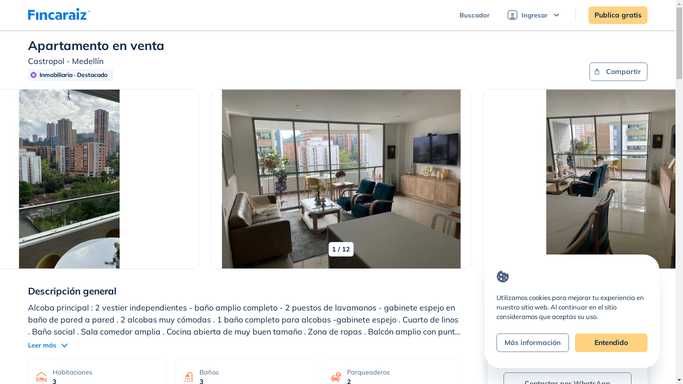 Fincaraiz
Buscador
Ingresar
Publica gratis
Apartamento en venta
Castropol - Medellín
Inmobiliaria · Destacado
Compartir
1 / 12
Descripción general
Alcoba principal : 2 vestier independientes - baño amplio completo - 2 puestos de lavamanos - gabinete espejo en
baño de pared a pared . 2 alcobas muy cómodas . 1 baño completo para alcobas -gabinete espejo . Cuarto de linos
. Baño social . Sala comedor amplia . Cocina abierta de muy buen tamaño . Zona de ropas . Balcón amplio con punt...
Leer más
Habitaciones
3
Baños
3
Parqueaderos
2
Utilizamos cookies para mejorar tu experiencia en
nuestro sitio web. Al continuar en el sitio
consideramos que aceptas su uso.
Más información
Entendido
Contactar por WhatsApp